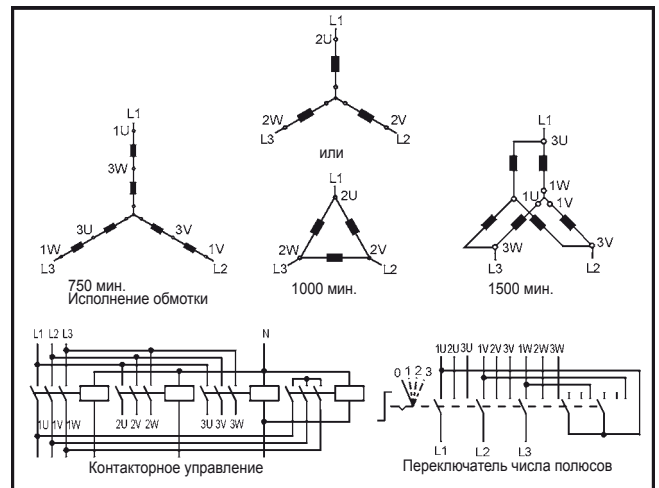 L1
2U
2W
2V
L3
L2
или
L1
1U
3W
3U
3V
1W
1V
L3
L2
750 мин.
Исполнение обмотки
L1
2U
2W
2V
L3
L2
1000 мин.
L1
3U
1W
1U
1V
3W
3V
L3
L2
1500 мин.
L1 L2 L3
N
1U 1V 1W
2U 2V 2W
3U 3V 3W
Контакторное управление
1U 2U 3U 1V 2V 3V 1W 2W 3W
0 1 2 3
L1
L2
L3
Переключатель числа полюсов